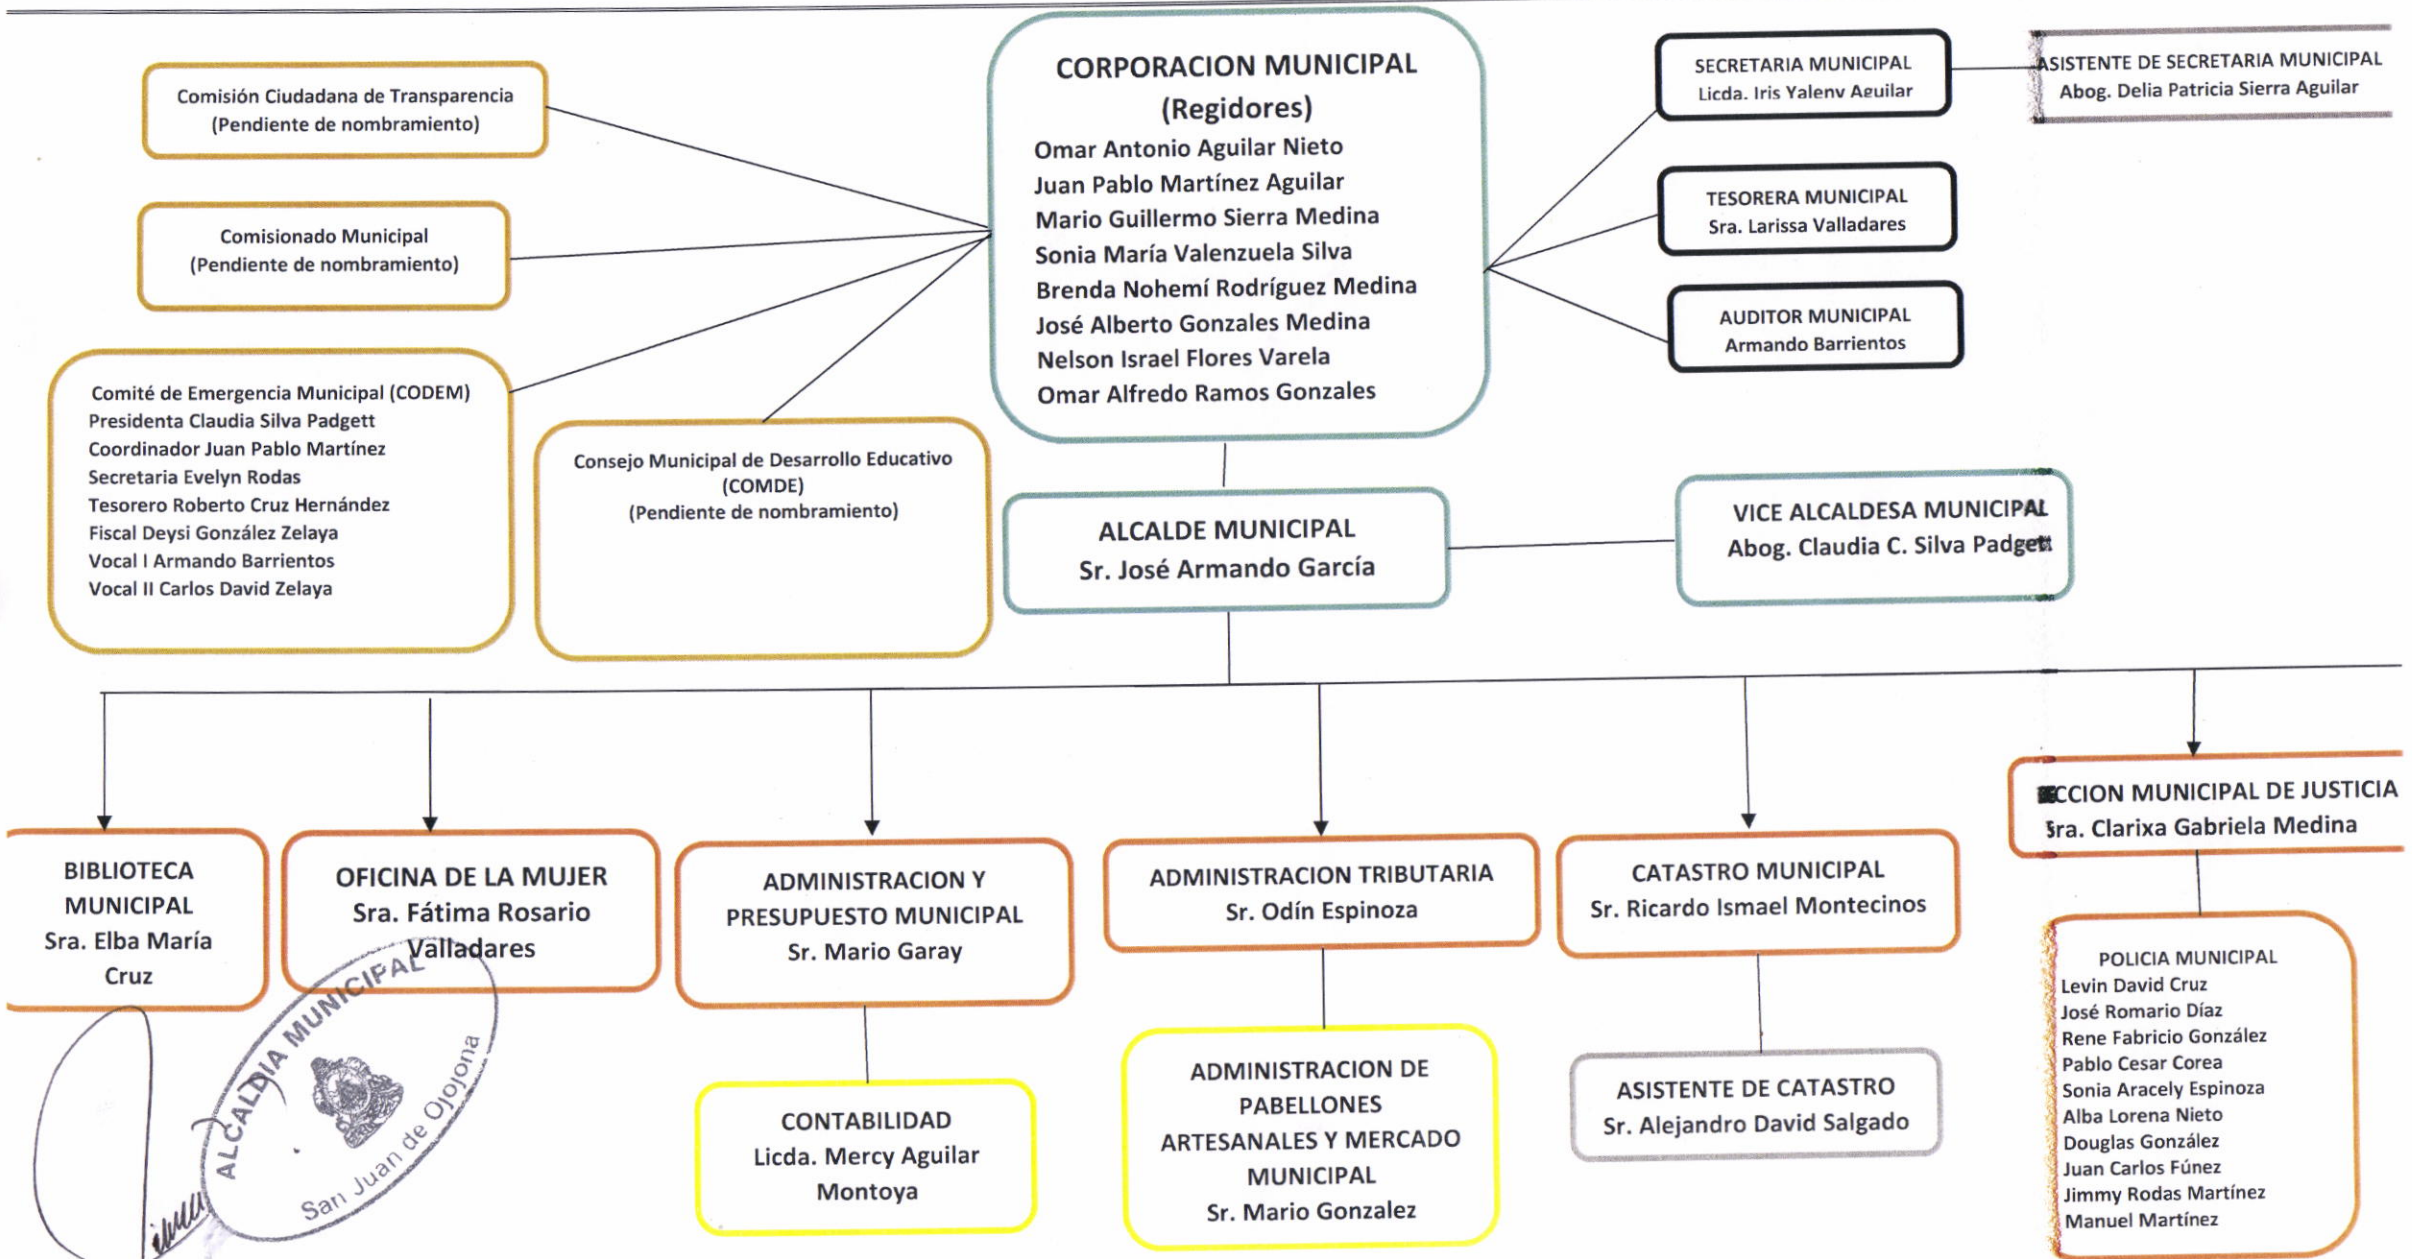 Comisión Ciudadana de Transparencia
(Pendiente de nombramiento)
Comisionado Municipal
(Pendiente de nombramiento)
Comité de Emergencia Municipal (CODEM)
Presidenta Claudia Silva Padgett
Coordinador Juan Pablo Martínez
Secretaria Evelyn Rodas
Tesorero Roberto Cruz Hernández
Fiscal Deysi González Zelaya
Vocal I Armando Barrientos
Vocal II Carlos David Zelaya
Consejo Municipal de Desarrollo Educativo
(COMDE)
(Pendiente de nombramiento)
CORPORACION MUNICIPAL
(Regidores)
Omar Antonio Aguilar Nieto
Juan Pablo Martínez Aguilar
Mario Guillermo Sierra Medina
Sonia María Valenzuela Silva
Brenda Nohemí Rodríguez Medina
José Alberto Gonzales Medina
Nelson Israel Flores Varela
Omar Alfredo Ramos Gonzales
SECRETARIA MUNICIPAL
Licda. Iris Yaleny Aguilar
ASISTENTE DE SECRETARIA MUNICIPAL
Abog. Delia Patricia Sierra Aguilar
TESORERA MUNICIPAL
Sra. Larissa Valladares
AUDITOR MUNICIPAL
Armando Barrientos
ALCALDE MUNICIPAL
Sr. José Armando García
VICE ALCALDESA MUNICIPAL
Abog. Claudia C. Silva Padgett
BIBLIOTECA
MUNICIPAL
Sra. Elba María
Cruz
OFICINA DE LA MUJER
Sra. Fátima Rosario
Valladares
ADMINISTRACION Y
PRESUPUESTO MUNICIPAL
Sr. Mario Garay
ADMINISTRACION TRIBUTARIA
Sr. Odín Espinoza
CATASTRO MUNICIPAL
Sr. Ricardo Ismael Montecinos
CCION MUNICIPAL DE JUSTICIA
Sra. Clarixa Gabriela Medina
CONTABILIDAD
Licda. Mercy Aguilar
Montoya
ADMINISTRACION DE
PABELLONES
ARTESANALES Y MERCADO
MUNICIPAL
Sr. Mario Gonzalez
ASISTENTE DE CATASTRO
Sr. Alejandro David Salgado
POLICIA MUNICIPAL
Levin David Cruz
José Romario Díaz
Rene Fabricio González
Pablo Cesar Corea
Sonia Aracely Espinoza
Alba Lorena Nieto
Douglas González
Juan Carlos Fúnez
Jimmy Rodas Martínez
Manuel Martínez
ALCALDIA MUNICIPAL
San Juan de Ojojona